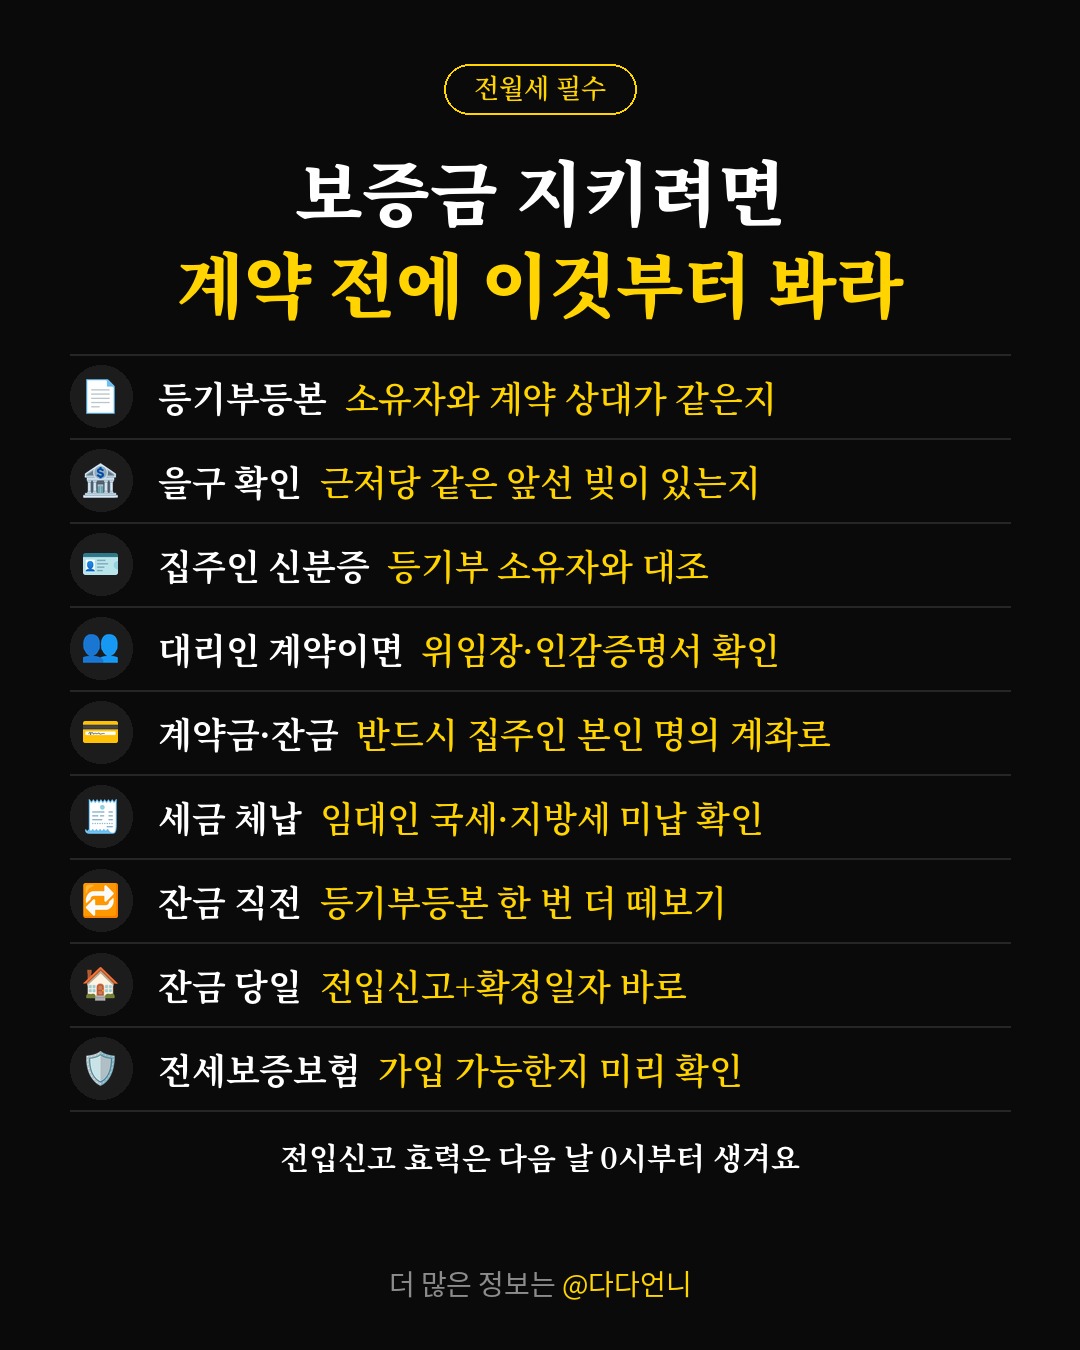 전월세 필수
보증금 지키려면
계약 전에 이것부터 봐라
등기부등본 소유자와 계약 상대가 같은지
을구 확인 근저당 같은 앞선 빚이 있는지
집주인 신분증 등기부 소유자와 대조
대리인 계약이면 위임장·인감증명서 확인
계약금·잔금 반드시 집주인 본인 명의 계좌로
세금 체납 임대인 국세·지방세 미납 확인
잔금 직전 등기부등본 한 번 더 떼보기
잔금 당일 전입신고+확정일자 바로
전세보증보험 가입 가능한지 미리 확인
전입신고 효력은 다음 날 0시부터 생겨요
더 많은 정보는 @다다언니